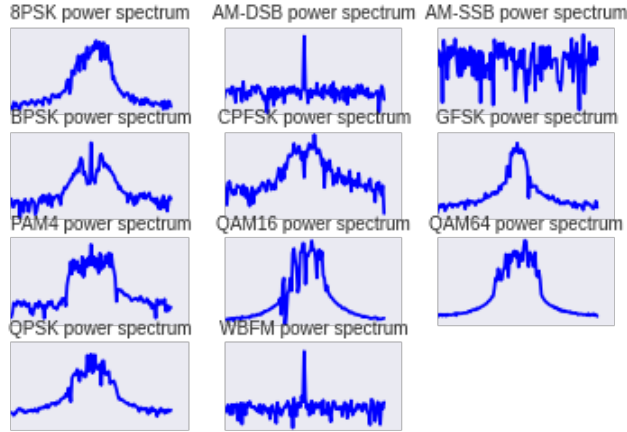 8PSK power spectrum
AM-DSB power spectrum
AM-SSB power spectrum
BPSK power spectrum
CPFSK power spectrum
GFSK power spectrum
PAM4 power spectrum
QAM16 power spectrum
QAM64 power spectrum
QPSK power spectrum
WBFM power spectrum